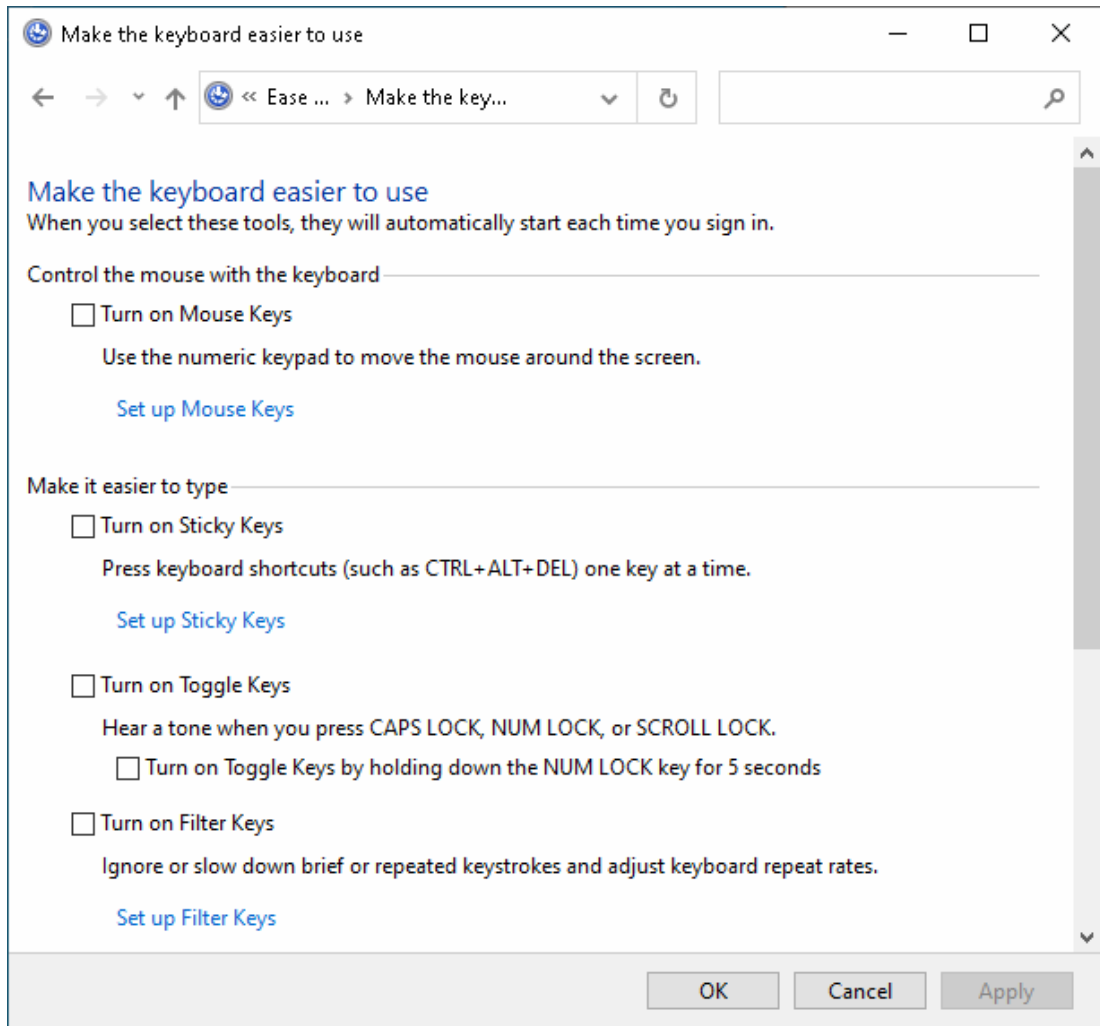 Make the keyboard easier to use
« Ease ... › Make the key...
Make the keyboard easier to use
When you select these tools, they will automatically start each time you sign in.
Control the mouse with the keyboard
Turn on Mouse Keys
Use the numeric keypad to move the mouse around the screen.
Set up Mouse Keys
Make it easier to type
Turn on Sticky Keys
Press keyboard shortcuts (such as CTRL+ALT+DEL) one key at a time.
Set up Sticky Keys
Turn on Toggle Keys
Hear a tone when you press CAPS LOCK, NUM LOCK, or SCROLL LOCK.
Turn on Toggle Keys by holding down the NUM LOCK key for 5 seconds
Turn on Filter Keys
Ignore or slow down brief or repeated keystrokes and adjust keyboard repeat rates.
Set up Filter Keys
OK Cancel Apply